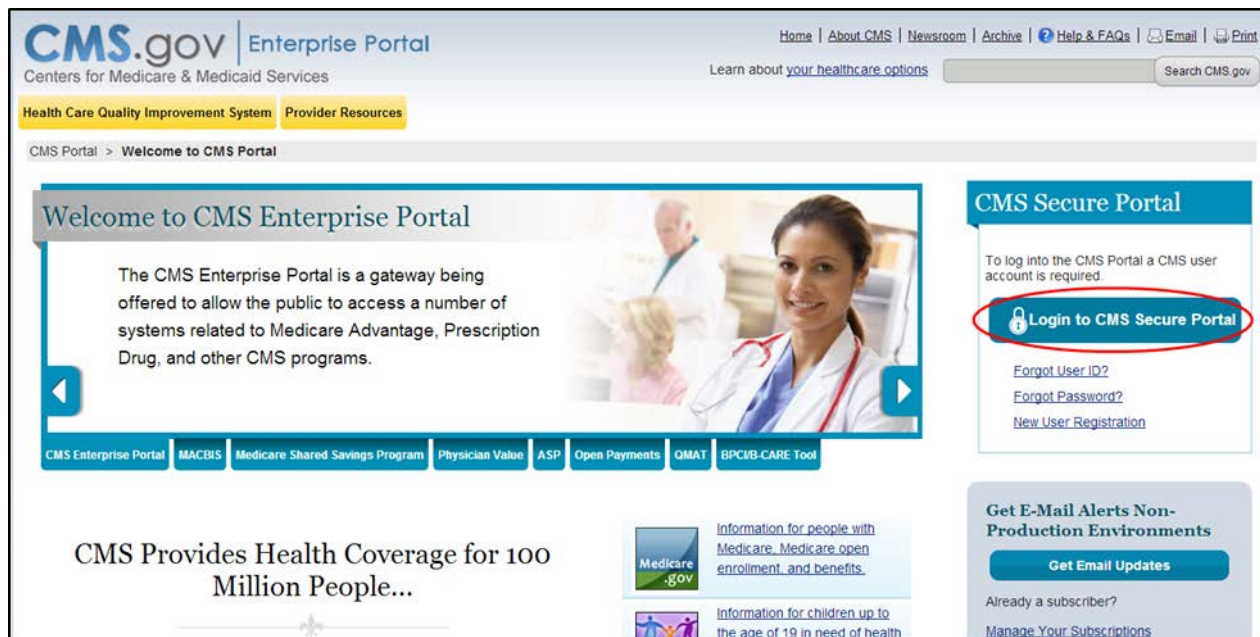 CMS.gov | Enterprise Portal
Centers for Medicare & Medicaid Services
Home | About CMS | Newsroom | Archive | Help & FAQs | Email | Print
Learn about your healthcare options
Search CMS.gov
Health Care Quality Improvement System
Provider Resources
CMS Portal > Welcome to CMS Portal
Welcome to CMS Enterprise Portal
The CMS Enterprise Portal is a gateway being
offered to allow the public to access a number of
systems related to Medicare Advantage, Prescription
Drug, and other CMS programs.
CMS Enterprise Portal
MACBIS
Medicare Shared Savings Program
Physician Value
ASP
Open Payments
QMAT
BPCI/B-CARE Tool
CMS Secure Portal
To log into the CMS Portal a CMS user
account is required.
Login to CMS Secure Portal
Forgot User ID?
Forgot Password?
New User Registration
CMS Provides Health Coverage for 100
Million People...
Medicare
.gov
Information for people with
Medicare, Medicare open
enrollment, and benefits.
Information for children up to
the age of 19 in need of health
Get E-Mail Alerts Non-
Production Environments
Get Email Updates
Already a subscriber?
Manage Your Subscriptions